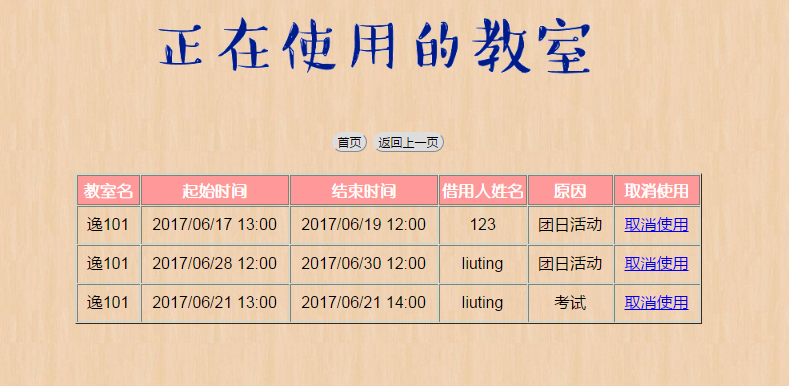 正在使用的教室
首页 返回上一页
教室名 起始时间 结束时间 借用人姓名 原因 取消使用
逸101 2017/06/17 13:00 2017/06/19 12:00 123 团日活动 取消使用
逸101 2017/06/28 12:00 2017/06/30 12:00 liuting 团日活动 取消使用
逸101 2017/06/21 13:00 2017/06/21 14:00 liuting 考试 取消使用